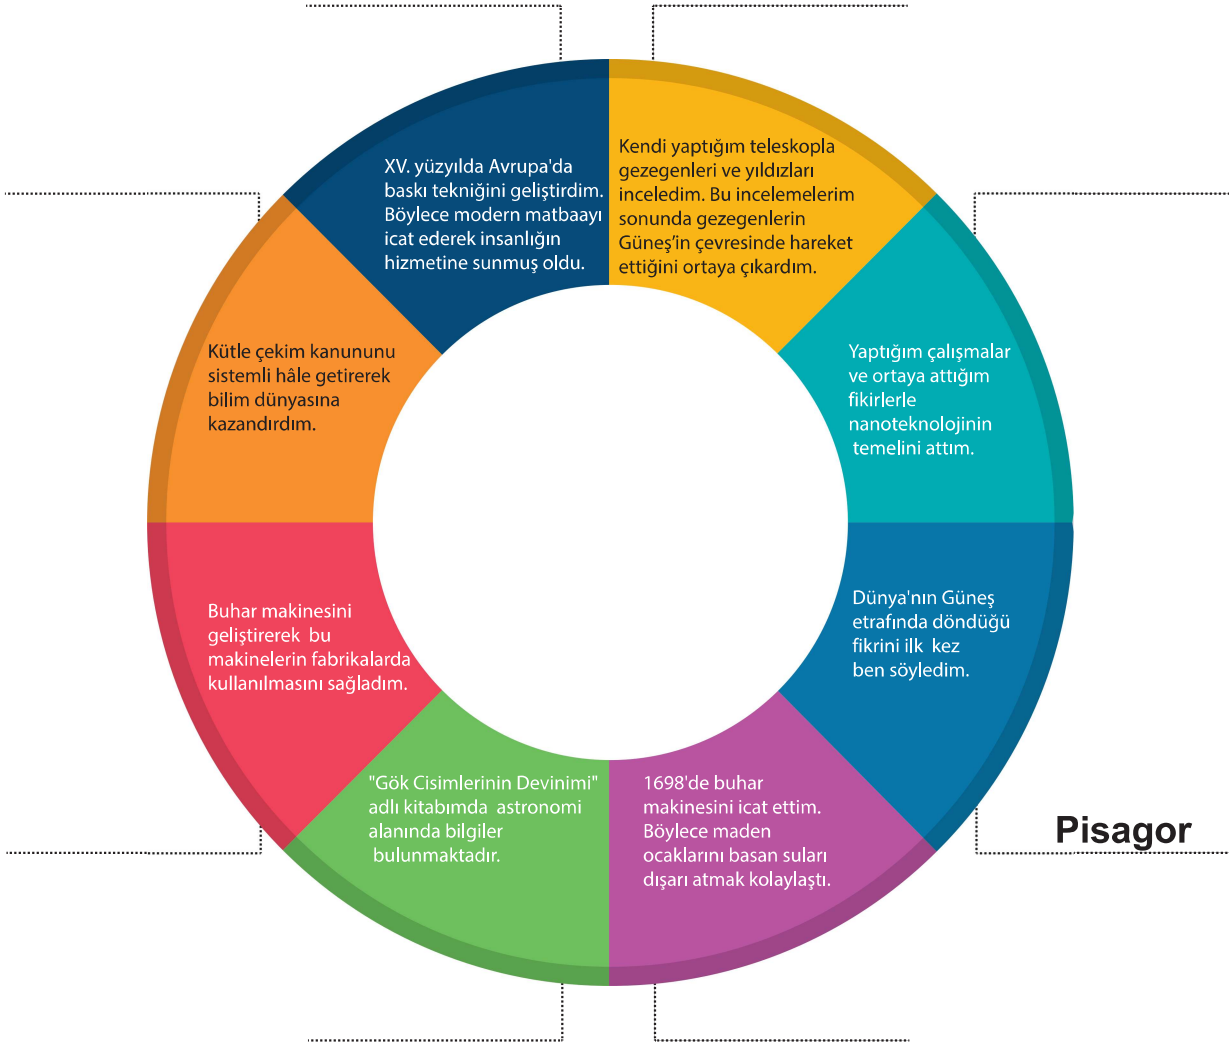 XV. yüzyılda Avrupa'da
baskı tekniğini geliştirdim.
Böylece modern matbaayı
icat ederek insanlığın
hizmetine sunmuş oldu.
Kendi yaptığım teleskopla
gezegenleri ve yıldızları
inceledim. Bu incelemelerim
sonunda gezegenlerin
Güneş’in çevresinde hareket
ettiğini ortaya çıkardım.
Kütle çekim kanununu
sistemli hâle getirerek
bilim dünyasına
kazandırdım.
Yaptığım çalışmalar
ve ortaya attığım
fikirlerle
nanoteknolojinin
temelini attım.
Buhar makinesini
geliştirerek bu
makinelerin fabrikalarda
kullanılmasını sağladım.
Dünya'nın Güneş
etrafında döndüğü
fikrini ilk kez
ben söyledim.
"Gök Cisimlerinin Devinimi"
adlı kitabımda astronomi
alanında bilgiler
bulunmaktadır.
1698'de buhar
makinesini icat ettim.
Böylece maden
ocaklarını basan suları
dışarı atmak kolaylaştı.
Pisagor